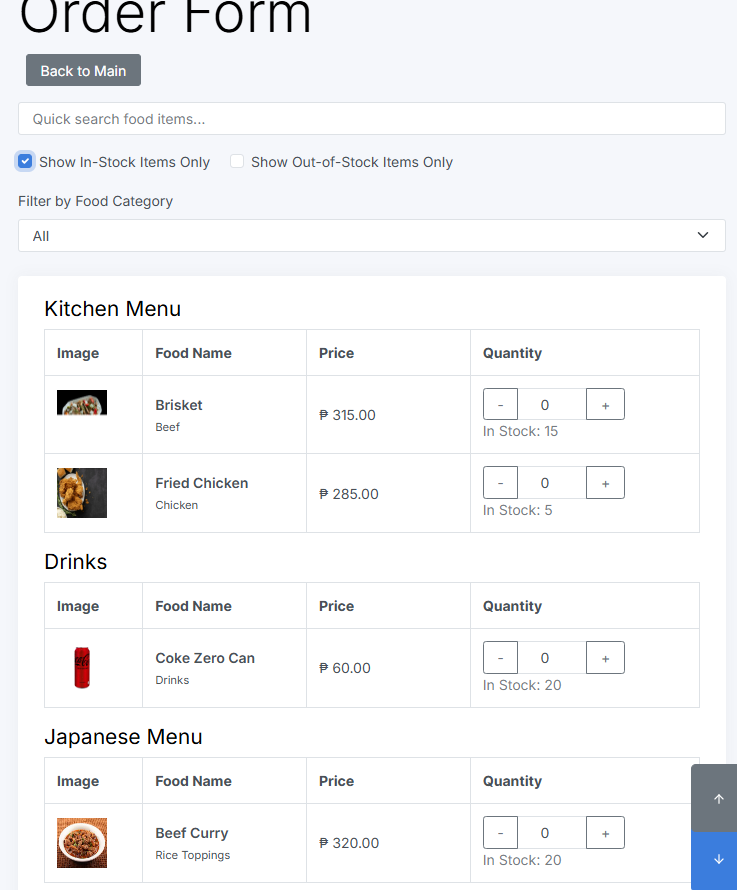 Order Form
Back to Main
Quick search food items...
Show In-Stock Items Only Show Out-of-Stock Items Only
Filter by Food Category
All
Kitchen Menu
Image Food Name Price Quantity
Brisket
Beef
₱ 315.00
- 0 +
In Stock: 15
Fried Chicken
Chicken
₱ 285.00
- 0 +
In Stock: 5
Drinks
Image Food Name Price Quantity
Coke Zero Can
Drinks
₱ 60.00
- 0 +
In Stock: 20
Japanese Menu
Image Food Name Price Quantity
Beef Curry
Rice Toppings
₱ 320.00
- 0 +
In Stock: 20